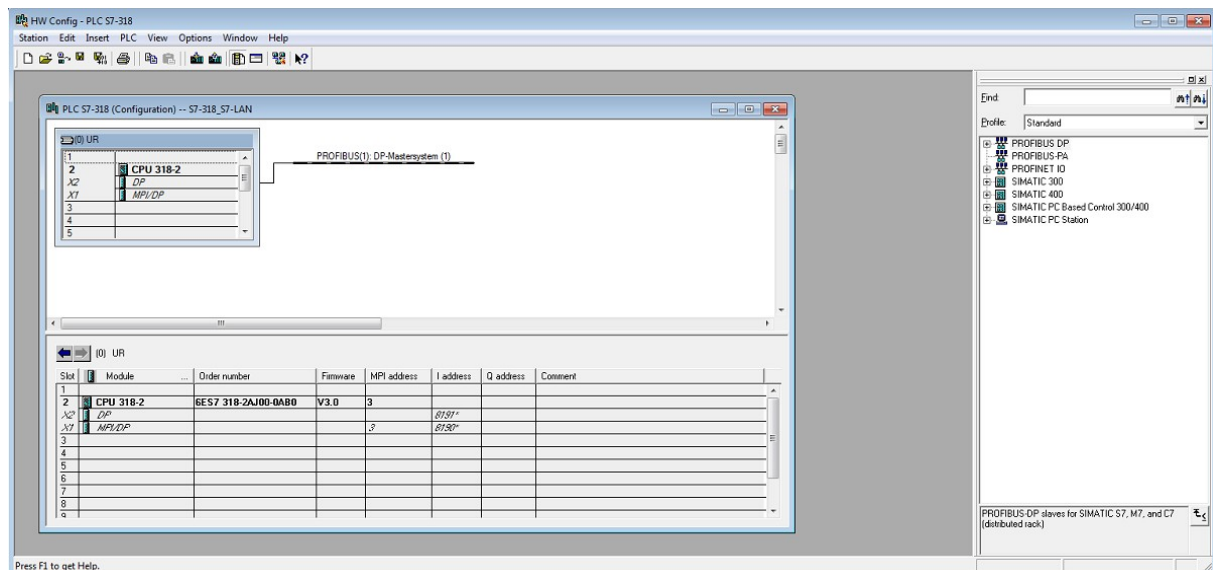 HW Config - PLC S7-318
Station Edit Insert PLC View Options Window Help
PLC S7-318 (Configuration) -- S7-318_S7-LAN
(0) UR
1
2 CPU 318-2
X2 DP
X1 MPI/DP
3
4
5
PROFIBUS(1): DP-Mastersystem (1)
(0) UR
Slot Module ... Order number Firmware MPI address I address Q address Comment
1
2 CPU 318-2 6ES7 318-2AJ00-0AB0 V3.0 3
X2 DP 8191*
X1 MPI/DP 3 8190*
3
4
5
6
7
8
9
Find:
Profile: Standard
PROFIBUS DP
PROFIBUS-PA
PROFINET IO
SIMATIC 300
SIMATIC 400
SIMATIC PC Based Control 300/400
SIMATIC PC Station
PROFIBUS-DP slaves for SIMATIC S7, M7, and C7
(distributed rack)
Press F1 to get Help.